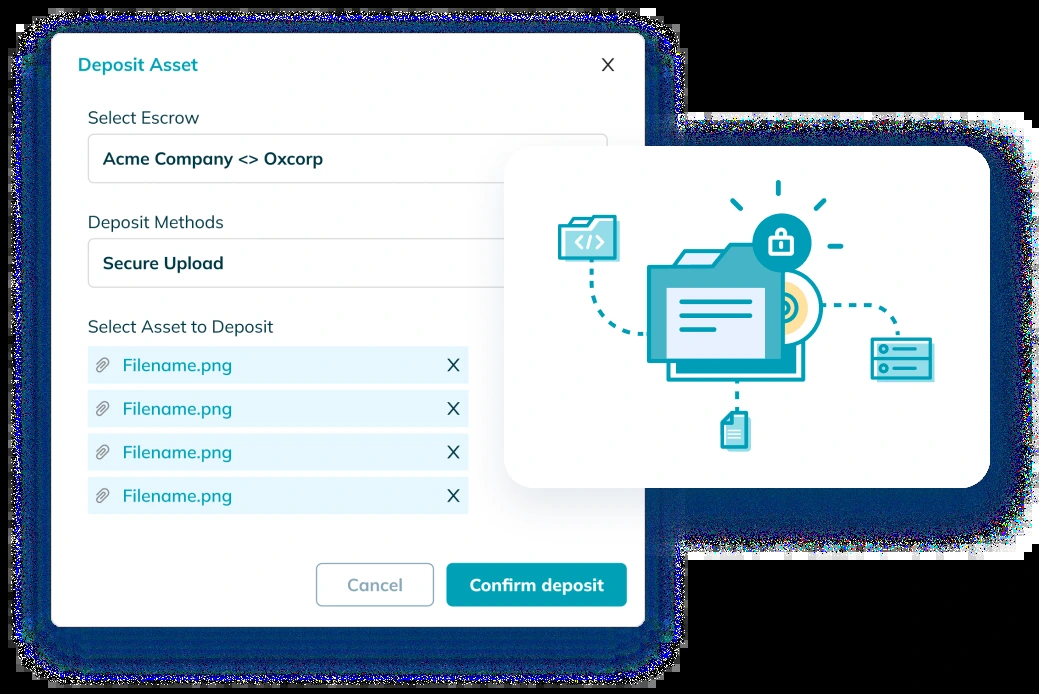 Deposit Asset X
Select Escrow
Acme Company <> Oxcorp
Deposit Methods
Secure Upload
Select Asset to Deposit
Filename.png X
Filename.png X
Filename.png X
Filename.png X
Cancel Confirm deposit
</>